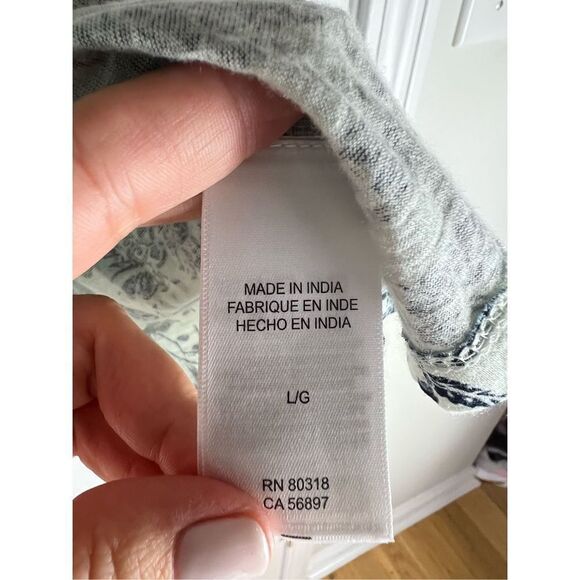 MADE IN INDIA
FABRIQUE EN INDE
HECHO EN INDIA
L/G
RN 80318
CA 56897